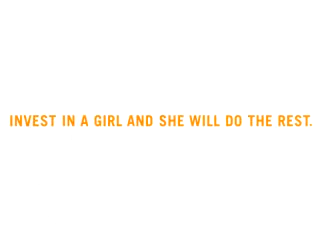 INVEST IN A GIRL AND SHE WILL DO THE REST.